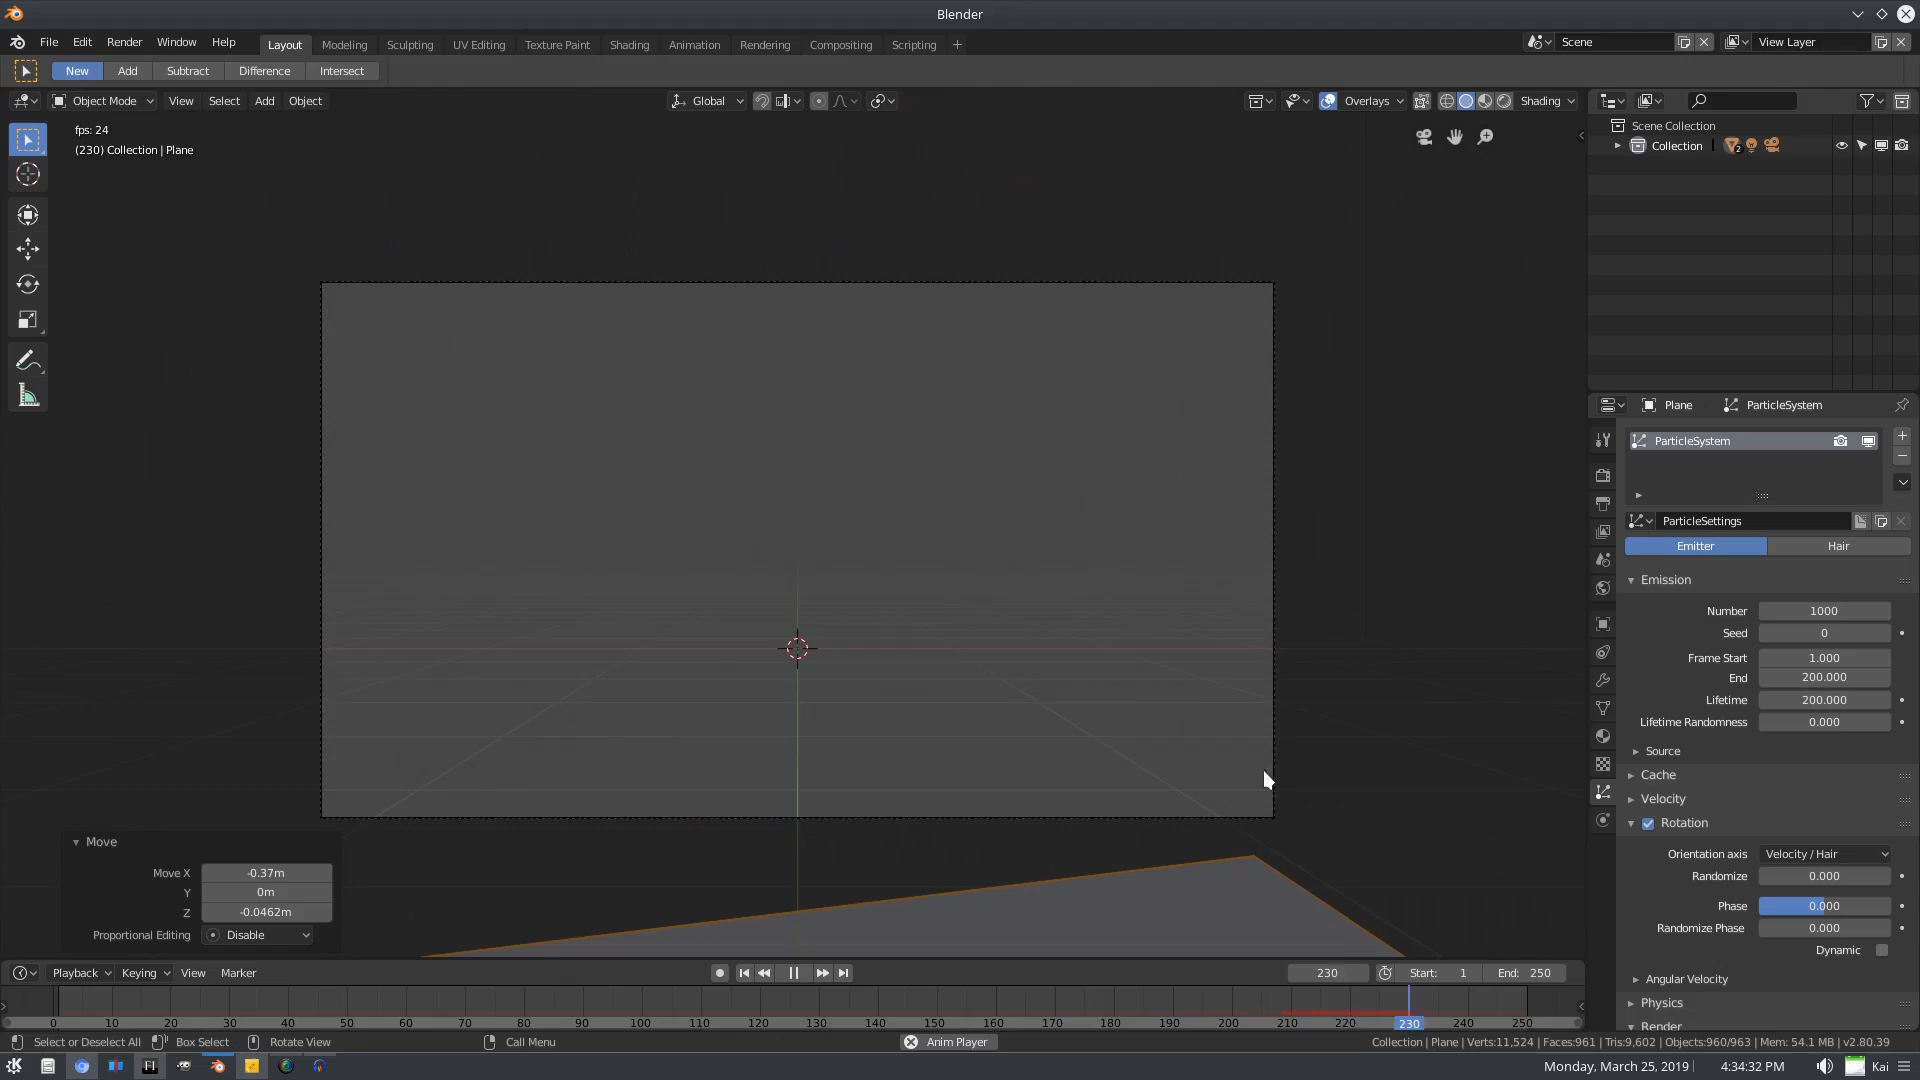 Blender
File Edit Render Window Help Layout Modeling Sculpting UV Editing Texture Paint Shading Animation Rendering Compositing Scripting + Scene View Layer
New Add Subtract Difference Intersect
Object Mode View Select Add Object Global Overlays Shading
fps: 24
(230) Collection | Plane
Scene Collection
Collection 2
Plane ParticleSystem
ParticleSystem
ParticleSettings
Emitter Hair
Emission
Number 1000
Seed 0
Frame Start 1.000
End 200.000
Lifetime 200.000
Lifetime Randomness 0.000
Source
Cache
Velocity
Rotation
Orientation axis Velocity / Hair
Randomize 0.000
Phase 0.000
Randomize Phase 0.000
Dynamic
Angular Velocity
Physics
Render
Move
Move X -0.37m
Y 0m
Z -0.0462m
Proportional Editing Disable
Playback Keying View Marker 230 Start: 1 End: 250
0 10 20 30 40 50 60 70 80 90 100 110 120 130 140 150 160 170 180 190 200 210 220 230 240 250
Select or Deselect All Box Select Rotate View Call Menu Anim Player Collection | Plane | Verts:11,524 | Faces:961 | Tris:9,602 | Objects:960/963 | Mem: 54.1 MB | v2.80.39
Monday, March 25, 2019 4:34:32 PM Kai